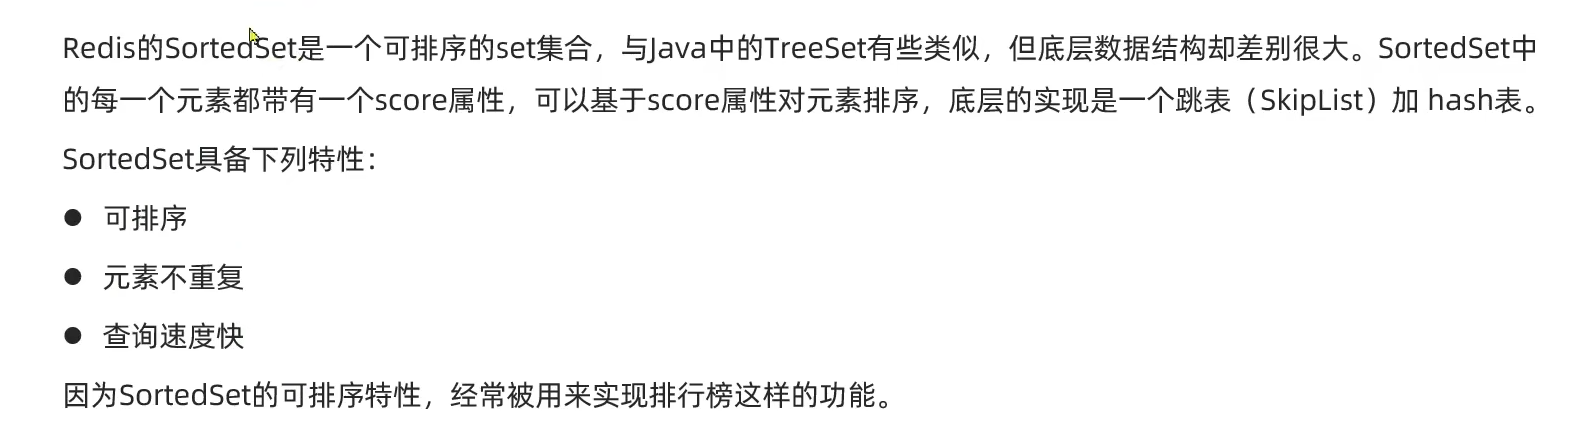 Redis的SortedSet是一个可排序的set集合，与Java中的TreeSet有些类似，但底层数据结构却差别很大。SortedSet中
的每一个元素都带有一个score属性，可以基于score属性对元素排序，底层的实现是一个跳表（SkipList）加 hash表。
SortedSet具备下列特性：
● 可排序
● 元素不重复
● 查询速度快
因为SortedSet的可排序特性，经常被用来实现排行榜这样的功能。